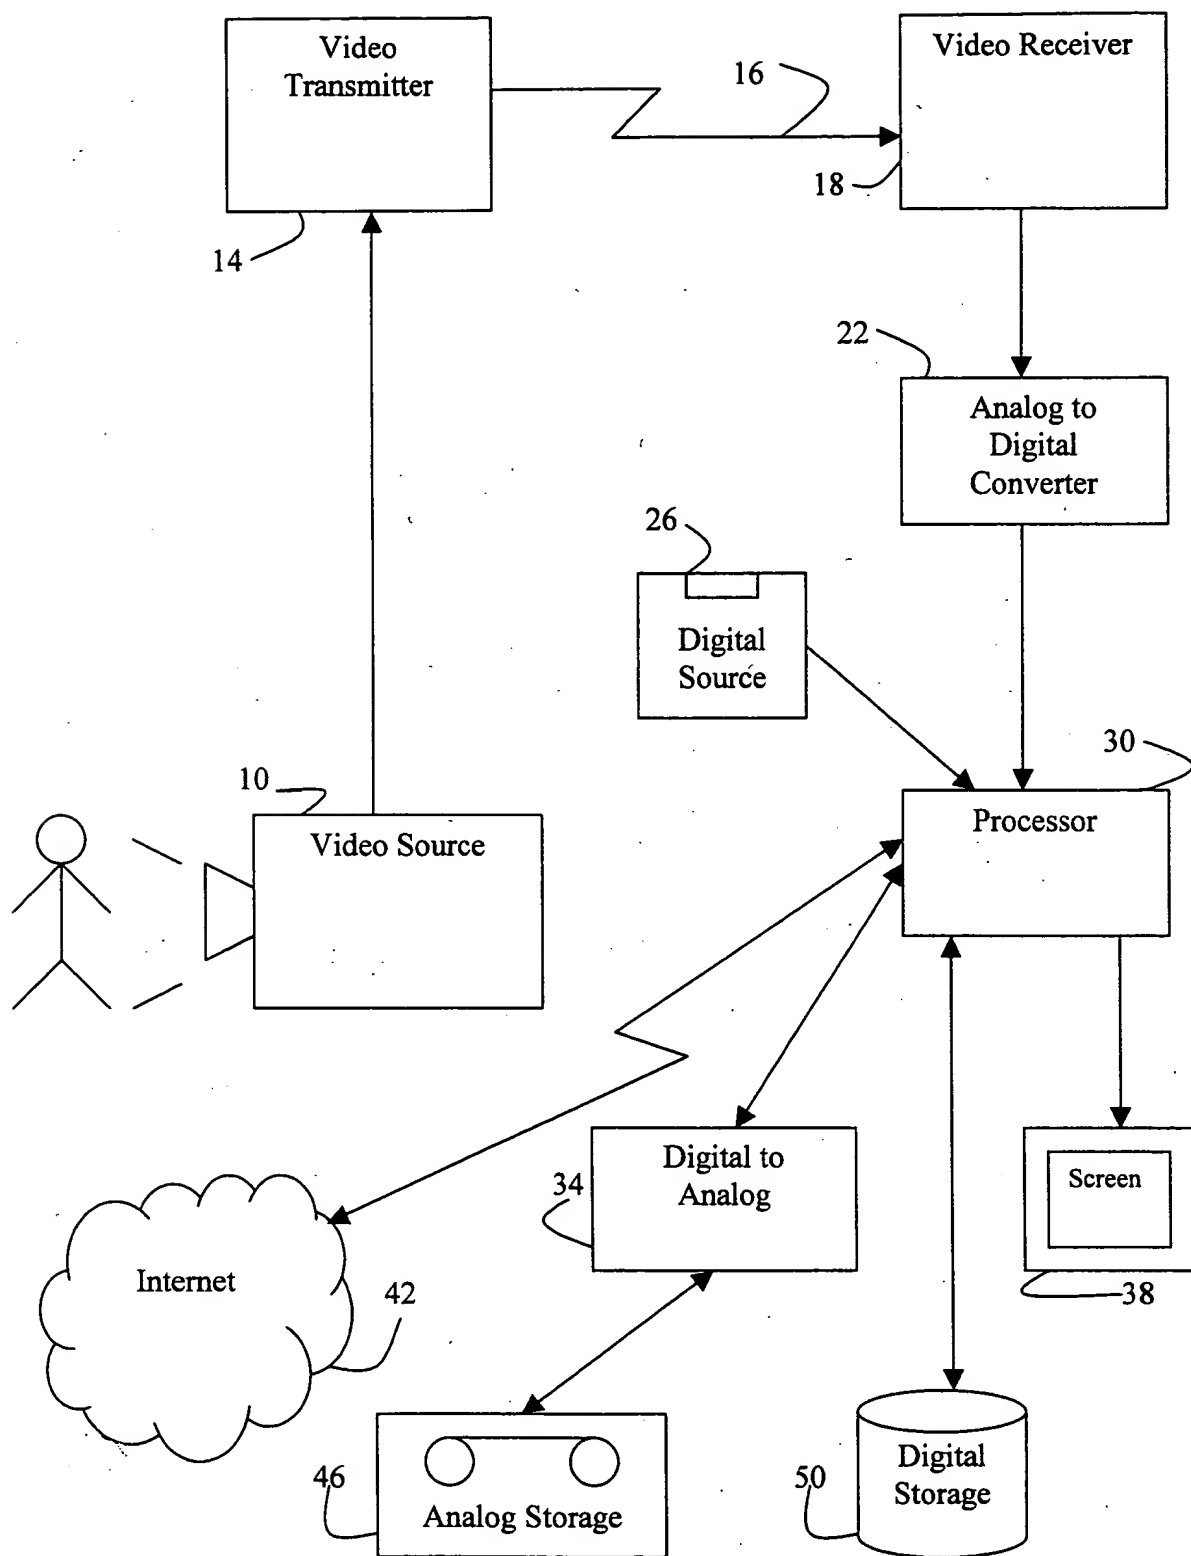 Video
Transmitter
Video Receiver
16
18
14
22
Analog to
Digital
Converter
26
Digital
Source
30
10
Processor
Video Source
Digital to
Analog
34
Screen
Internet
42
38
46
Analog Storage
50
Digital
Storage